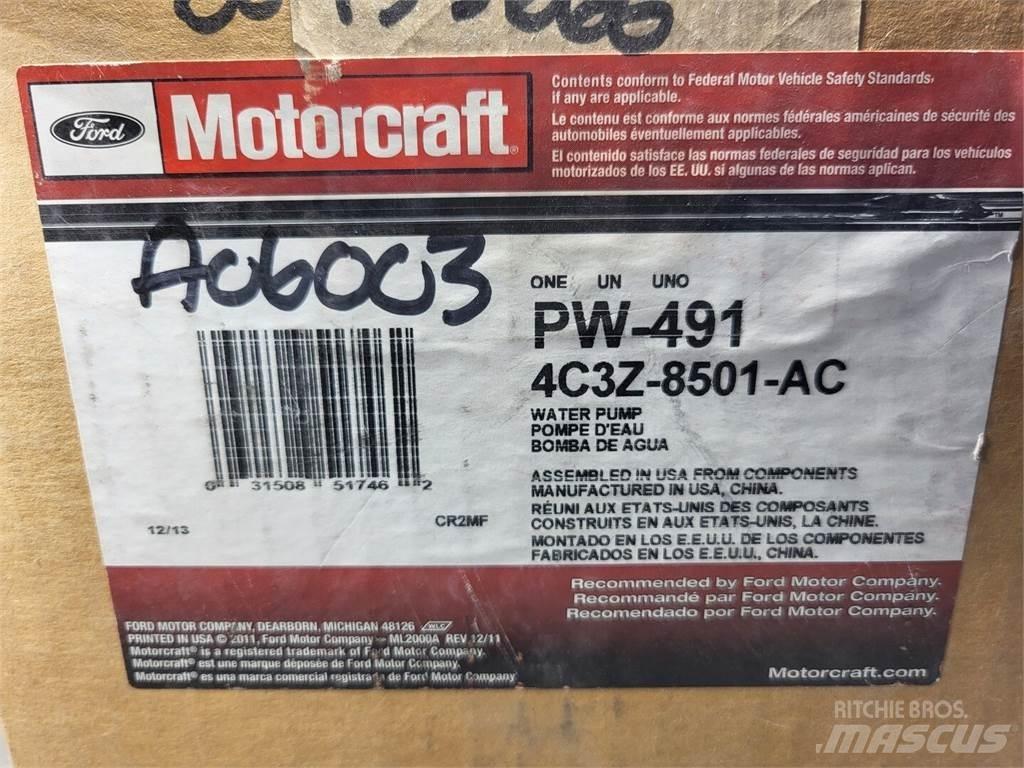 Ford
Motorcraft®
Contents conform to Federal Motor Vehicle Safety Standards,
if any are applicable.
Le contenu est conforme aux normes fédérales américaines de sécurité des
automobiles éventuellement applicables.
El contenido satisface las normas federales de seguridad para los vehículos
motorizados de los EE. UU. si algunas de las normas aplican.
TM
A06003
ONE UN UNO
PW-491
4C3Z-8501-AC
WATER PUMP
POMPE D'EAU
BOMBA DE AGUA
0 31508 51746 2
12/13
CR2MF
ASSEMBLED IN USA FROM COMPONENTS
MANUFACTURED IN USA, CHINA.
RÉUNI AUX ETATS-UNIS DES COMPOSANTS
CONSTRUITS EN AUX ETATS-UNIS, LA CHINE.
MONTADO EN LOS E.E.U.U. DE LOS COMPONENTES
FABRICADOS EN LOS E.E.U.U., CHINA.
Recommended by Ford Motor Company.
Recommandé par Ford Motor Company.
Recomendado por Ford Motor Company.
FORD MOTOR COMPANY, DEARBORN, MICHIGAN 48126 WLC
PRINTED IN USA © 2011, Ford Motor Company – ML2000A REV 12/11
Motorcraft® is a registered trademark of Ford Motor Company.
Motorcraft® est une marque déposée de Ford Motor Company.
Motorcraft® es una marca comercial registrada de Ford Motor Company
Motorcraft.com
RITCHIE BROS.
MASCUS